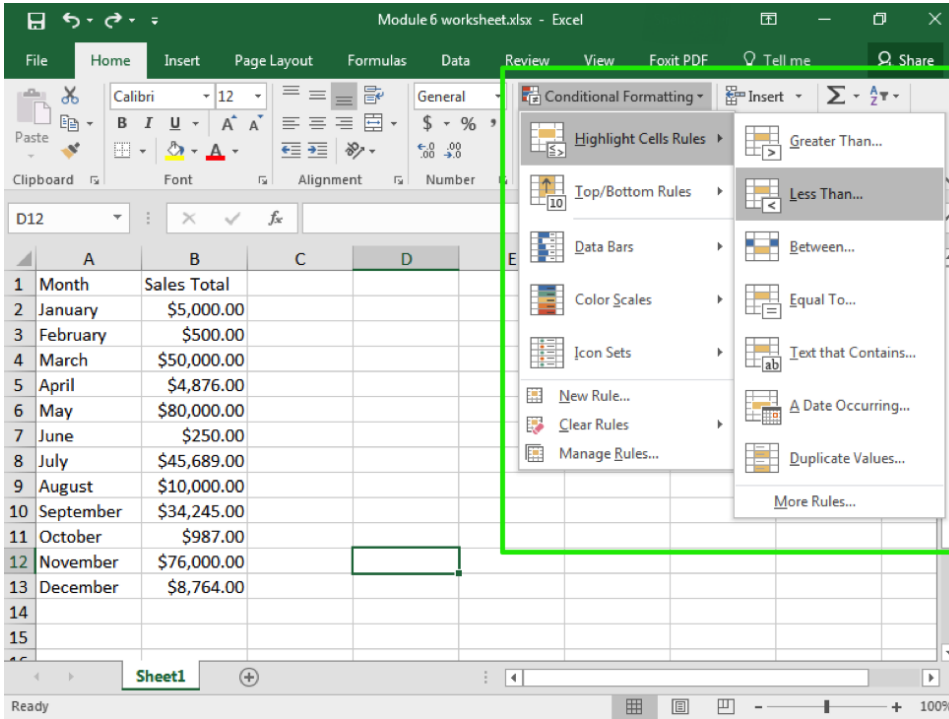 Module 6 worksheet.xlsx - Excel
File Home Insert Page Layout Formulas Data Review View Foxit PDF Tell me Share
Paste
Calibri 12
General
Conditional Formatting
Insert
B I U A A
$ % ,
A
.00 .00
Clipboard Font Alignment Number
Highlight Cells Rules
Top/Bottom Rules
Data Bars
Color Scales
Icon Sets
New Rule...
Clear Rules
Manage Rules...
Greater Than...
Less Than...
Between...
Equal To...
Text that Contains...
A Date Occurring...
Duplicate Values...
More Rules...
D12 fx
A B C D E
1 Month Sales Total
2 January $5,000.00
3 February $500.00
4 March $50,000.00
5 April $4,876.00
6 May $80,000.00
7 June $250.00
8 July $45,689.00
9 August $10,000.00
10 September $34,245.00
11 October $987.00
12 November $76,000.00
13 December $8,764.00
14
15
Sheet1
Ready 100%